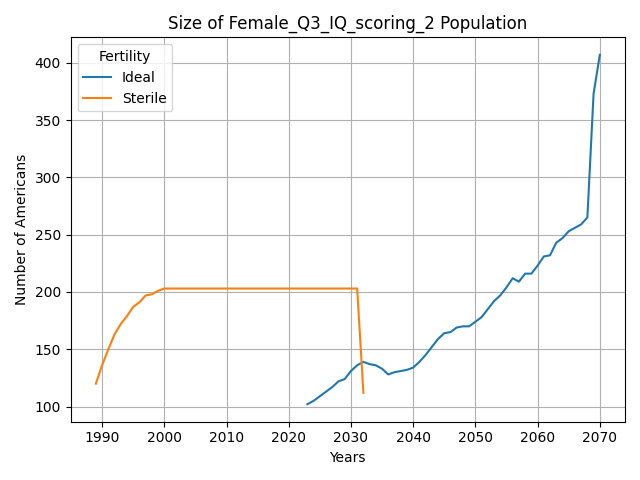 Size of Female_Q3_IQ_scoring_2 Population
Fertility
Ideal
Sterile
Number of Americans
400
350
300
250
200
150
100
1990 2000 2010 2020 2030 2040 2050 2060 2070
Years